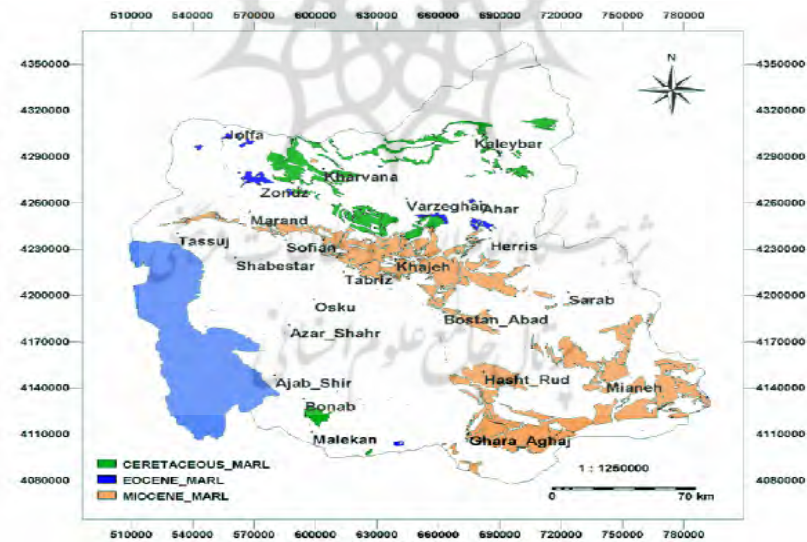 510000 540000 570000 600000 630000 660000 690000 720000 750000 780000
N
4350000 4350000
4320000 4320000
Jolfa
Kaleybar
4290000 4290000
Kharvana
Zondz
4260000 4260000
Varzeghan Ahar
Marand
Tassuj Sofian Herris
4230000 4230000
Shabestar Khajeh
Tabriz
4200000 Sarab 4200000
Osku
Bostan_Abad
Azar_Shahr
4170000 4170000
Ajab_Shir Hasht_Rud Mianeh
4140000 4140000
Bonab
Malekan Ghara_Aghaj
4110000 4110000
CERETACEOUS_MARL
EOCENE_MARL
MIOCENE_MARL
1 : 1250000
0 70 km
4080000 4080000
510000 540000 570000 600000 630000 660000 690000 720000 750000 780000